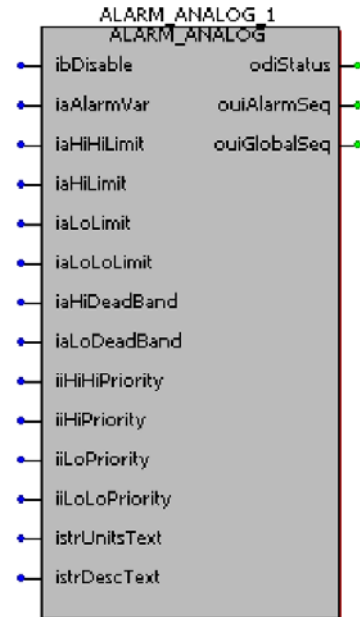 ALARM_ANALOG_1
ALARM_ANALOG
ibDisable odiStatus
iaAlarmVar ouiAlarmSeq
iaHiHiLimit ouiGlobalSeq
iaHiLimit
iaLoLimit
iaLoLoLimit
iaHiDeadBand
iaLoDeadBand
iiHiHiPriority
iiHiPriority
iiLoPriority
iiLoLoPriority
istrUnitsText
istrDescText